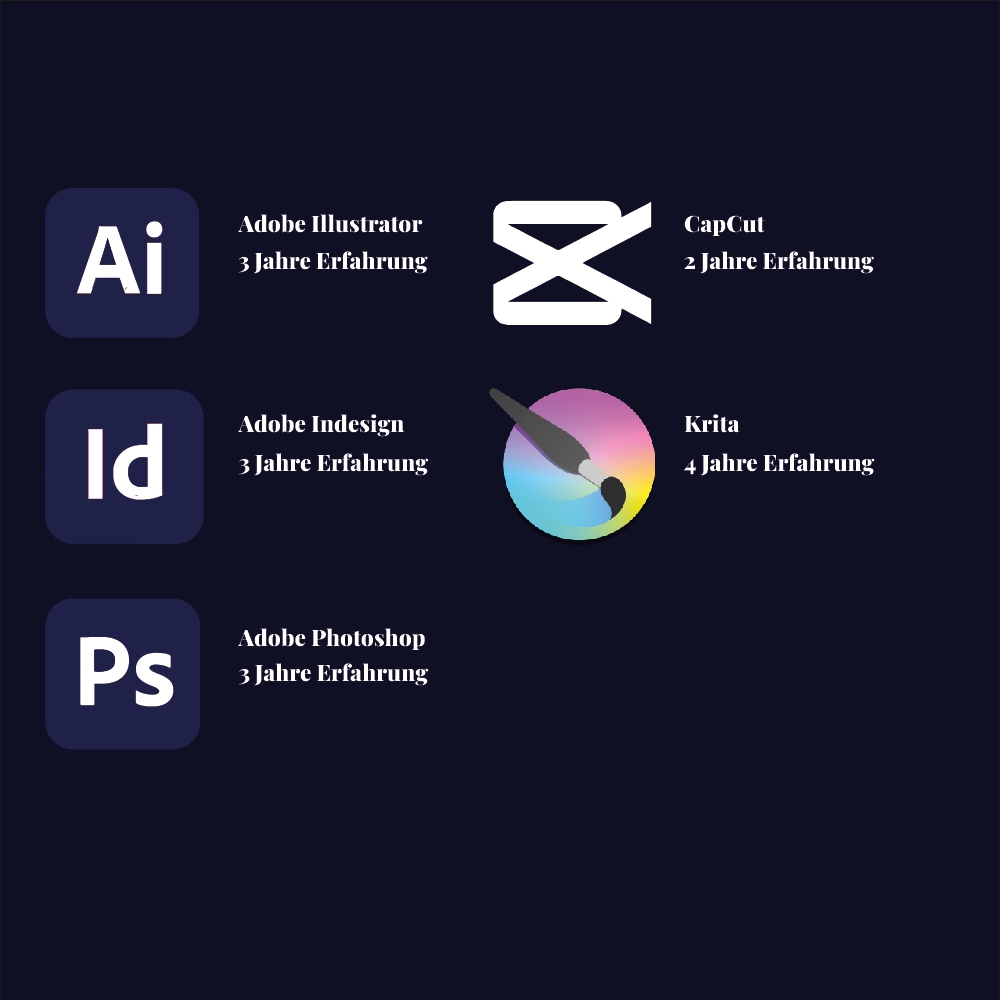 Ai
Adobe Illustrator
3 Jahre Erfahrung
Id
Adobe Indesign
3 Jahre Erfahrung
Ps
Adobe Photoshop
3 Jahre Erfahrung
CapCut
2 Jahre Erfahrung
Krita
4 Jahre Erfahrung